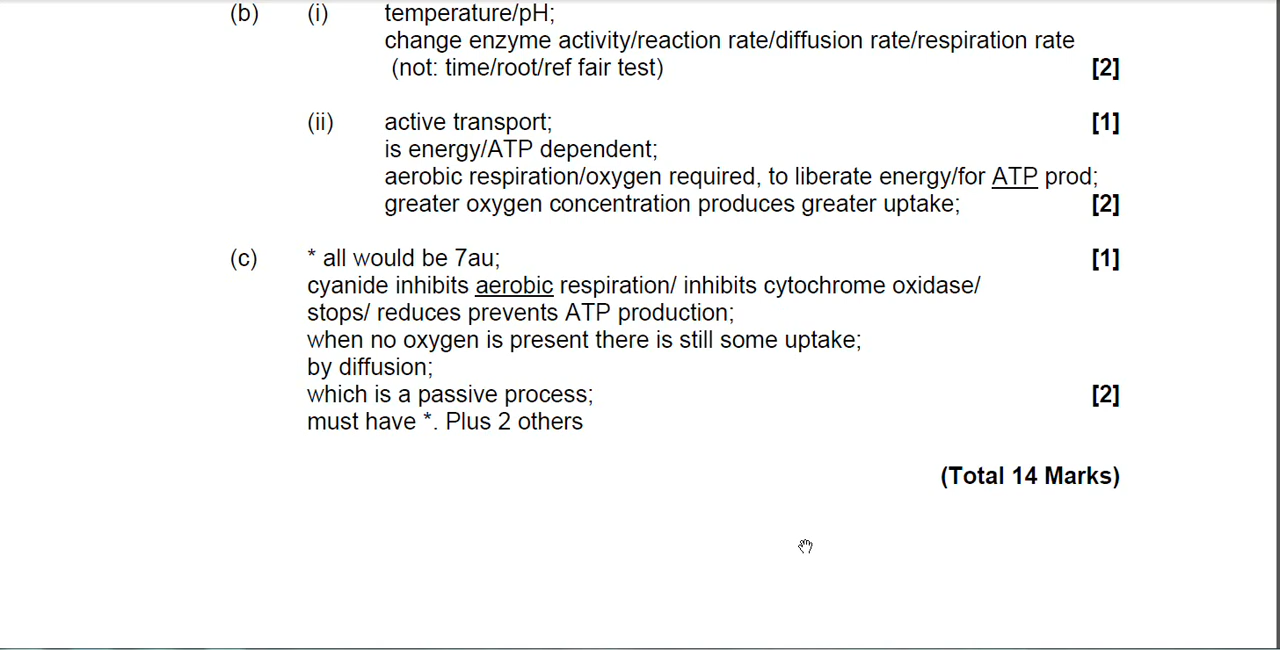 (b) (i) temperature/pH;
change enzyme activity/reaction rate/diffusion rate/respiration rate
(not: time/root/ref fair test) [2]
(ii) active transport; [1]
is energy/ATP dependent;
aerobic respiration/oxygen required, to liberate energy/for ATP prod;
greater oxygen concentration produces greater uptake; [2]
(c) * all would be 7au; [1]
cyanide inhibits aerobic respiration/ inhibits cytochrome oxidase/
stops/ reduces prevents ATP production;
when no oxygen is present there is still some uptake;
by diffusion;
which is a passive process; [2]
must have *. Plus 2 others
(Total 14 Marks)